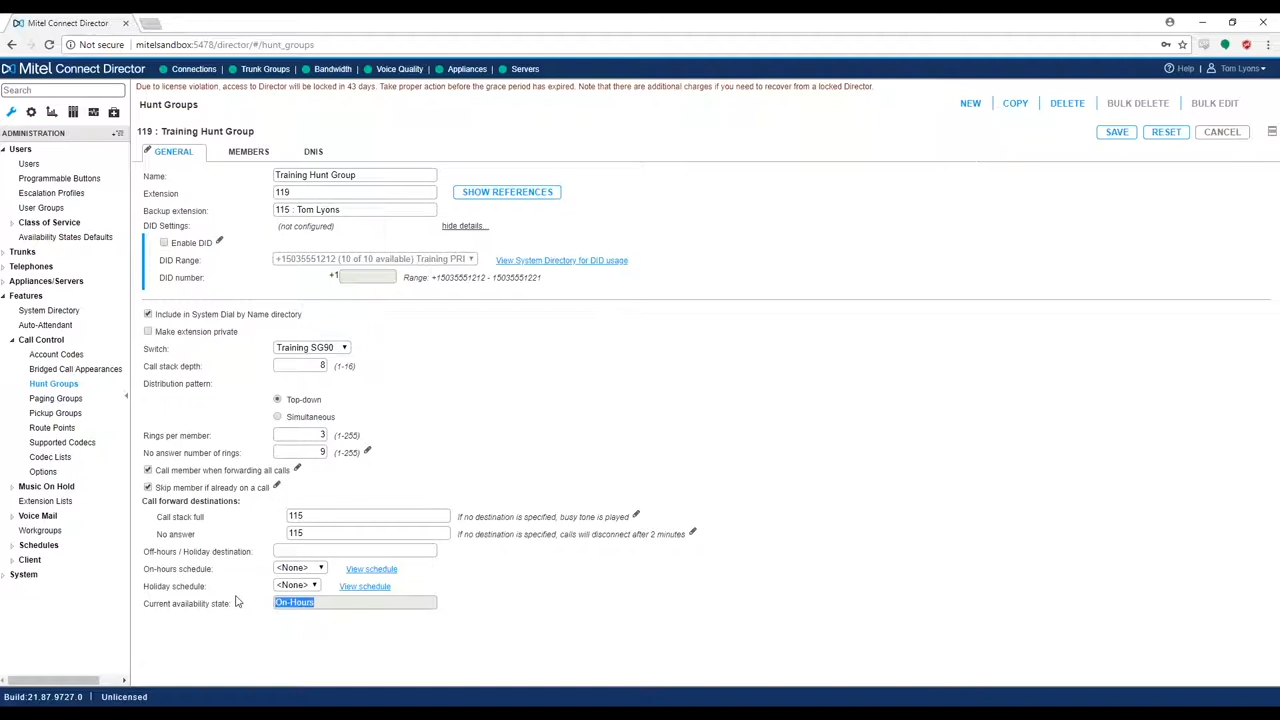 Mitel Connect Director
Not secure | mitelsandbox:5478/director/#/hunt_groups
Mitel Connect Director Connections Trunk Groups Bandwidth Voice Quality Appliances Servers Help Tom Lyons
Search
Due to license violation, access to Director will be locked in 43 days. Take proper action before the grace period has expired. Note that there are additional charges if you need to recover from a locked Director.
Hunt Groups
NEW COPY DELETE BULK DELETE BULK EDIT
119 : Training Hunt Group
SAVE RESET CANCEL
GENERAL MEMBERS DNIS
ADMINISTRATION
Users
Users
Programmable Buttons
Escalation Profiles
User Groups
Class of Service
Availability States Defaults
Trunks
Telephones
Appliances/Servers
Features
System Directory
Auto-Attendant
Call Control
Account Codes
Bridged Call Appearances
Hunt Groups
Paging Groups
Pickup Groups
Route Points
Supported Codecs
Codec Lists
Options
Music On Hold
Extension Lists
Voice Mail
Workgroups
Schedules
Client
System
Name: Training Hunt Group
Extension 119 SHOW REFERENCES
Backup extension: 115 : Tom Lyons
DID Settings: (not configured) hide details...
Enable DID
DID Range: +15035551212 (10 of 10 available) Training PRI View System Directory for DID usage
DID number: +1 Range: +15035551212 - 15035551221
Include in System Dial by Name directory
Make extension private
Switch: Training SG90
Call stack depth: 8 (1-16)
Distribution pattern:
Top-down
Simultaneous
Rings per member: 3 (1-255)
No answer number of rings: 9 (1-255)
Call member when forwarding all calls
Skip member if already on a call
Call forward destinations:
Call stack full 115 If no destination is specified, busy tone is played
No answer 115 If no destination is specified, calls will disconnect after 2 minutes
Off-hours / Holiday destination:
On-hours schedule: <None> View schedule
Holiday schedule: <None> View schedule
Current availability state: On-Hours
Build:21.87.9727.0 | Unlicensed